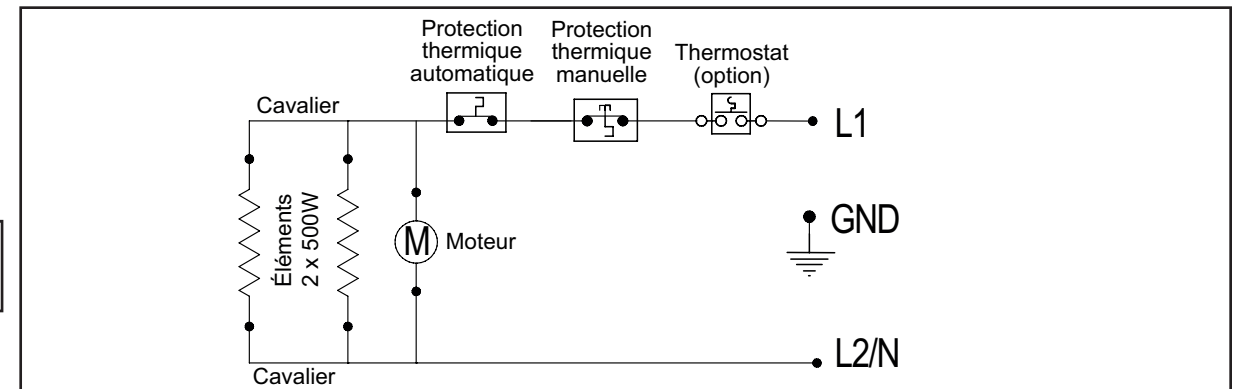 Protection
thermique
automatique
Protection
thermique
manuelle
Thermostat
(option)
Cavalier
L1
Éléments
2 x 500W
M
Moteur
GND
L2/N
Cavalier